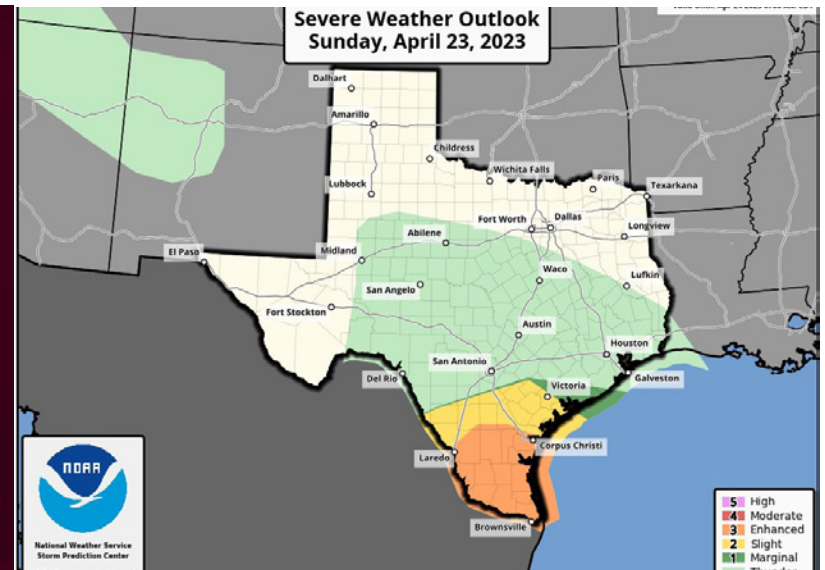 Severe Weather Outlook
Sunday, April 23, 2023
Dalhart
Amarillo
Childress
Wichita Falls
Paris
Texarkana
Lubbock
Fort Worth
Dallas
Abilene
Longview
El Paso
Midland
Waco
Lufkin
San Angelo
Fort Stockton
Austin
Houston
San Antonio
Del Rio
Victoria
Galveston
Corpus Christi
Laredo
Brownsville
NOAA
National Weather Service
Storm Prediction Center
5 High
4 Moderate
3 Enhanced
2 Slight
1 Marginal